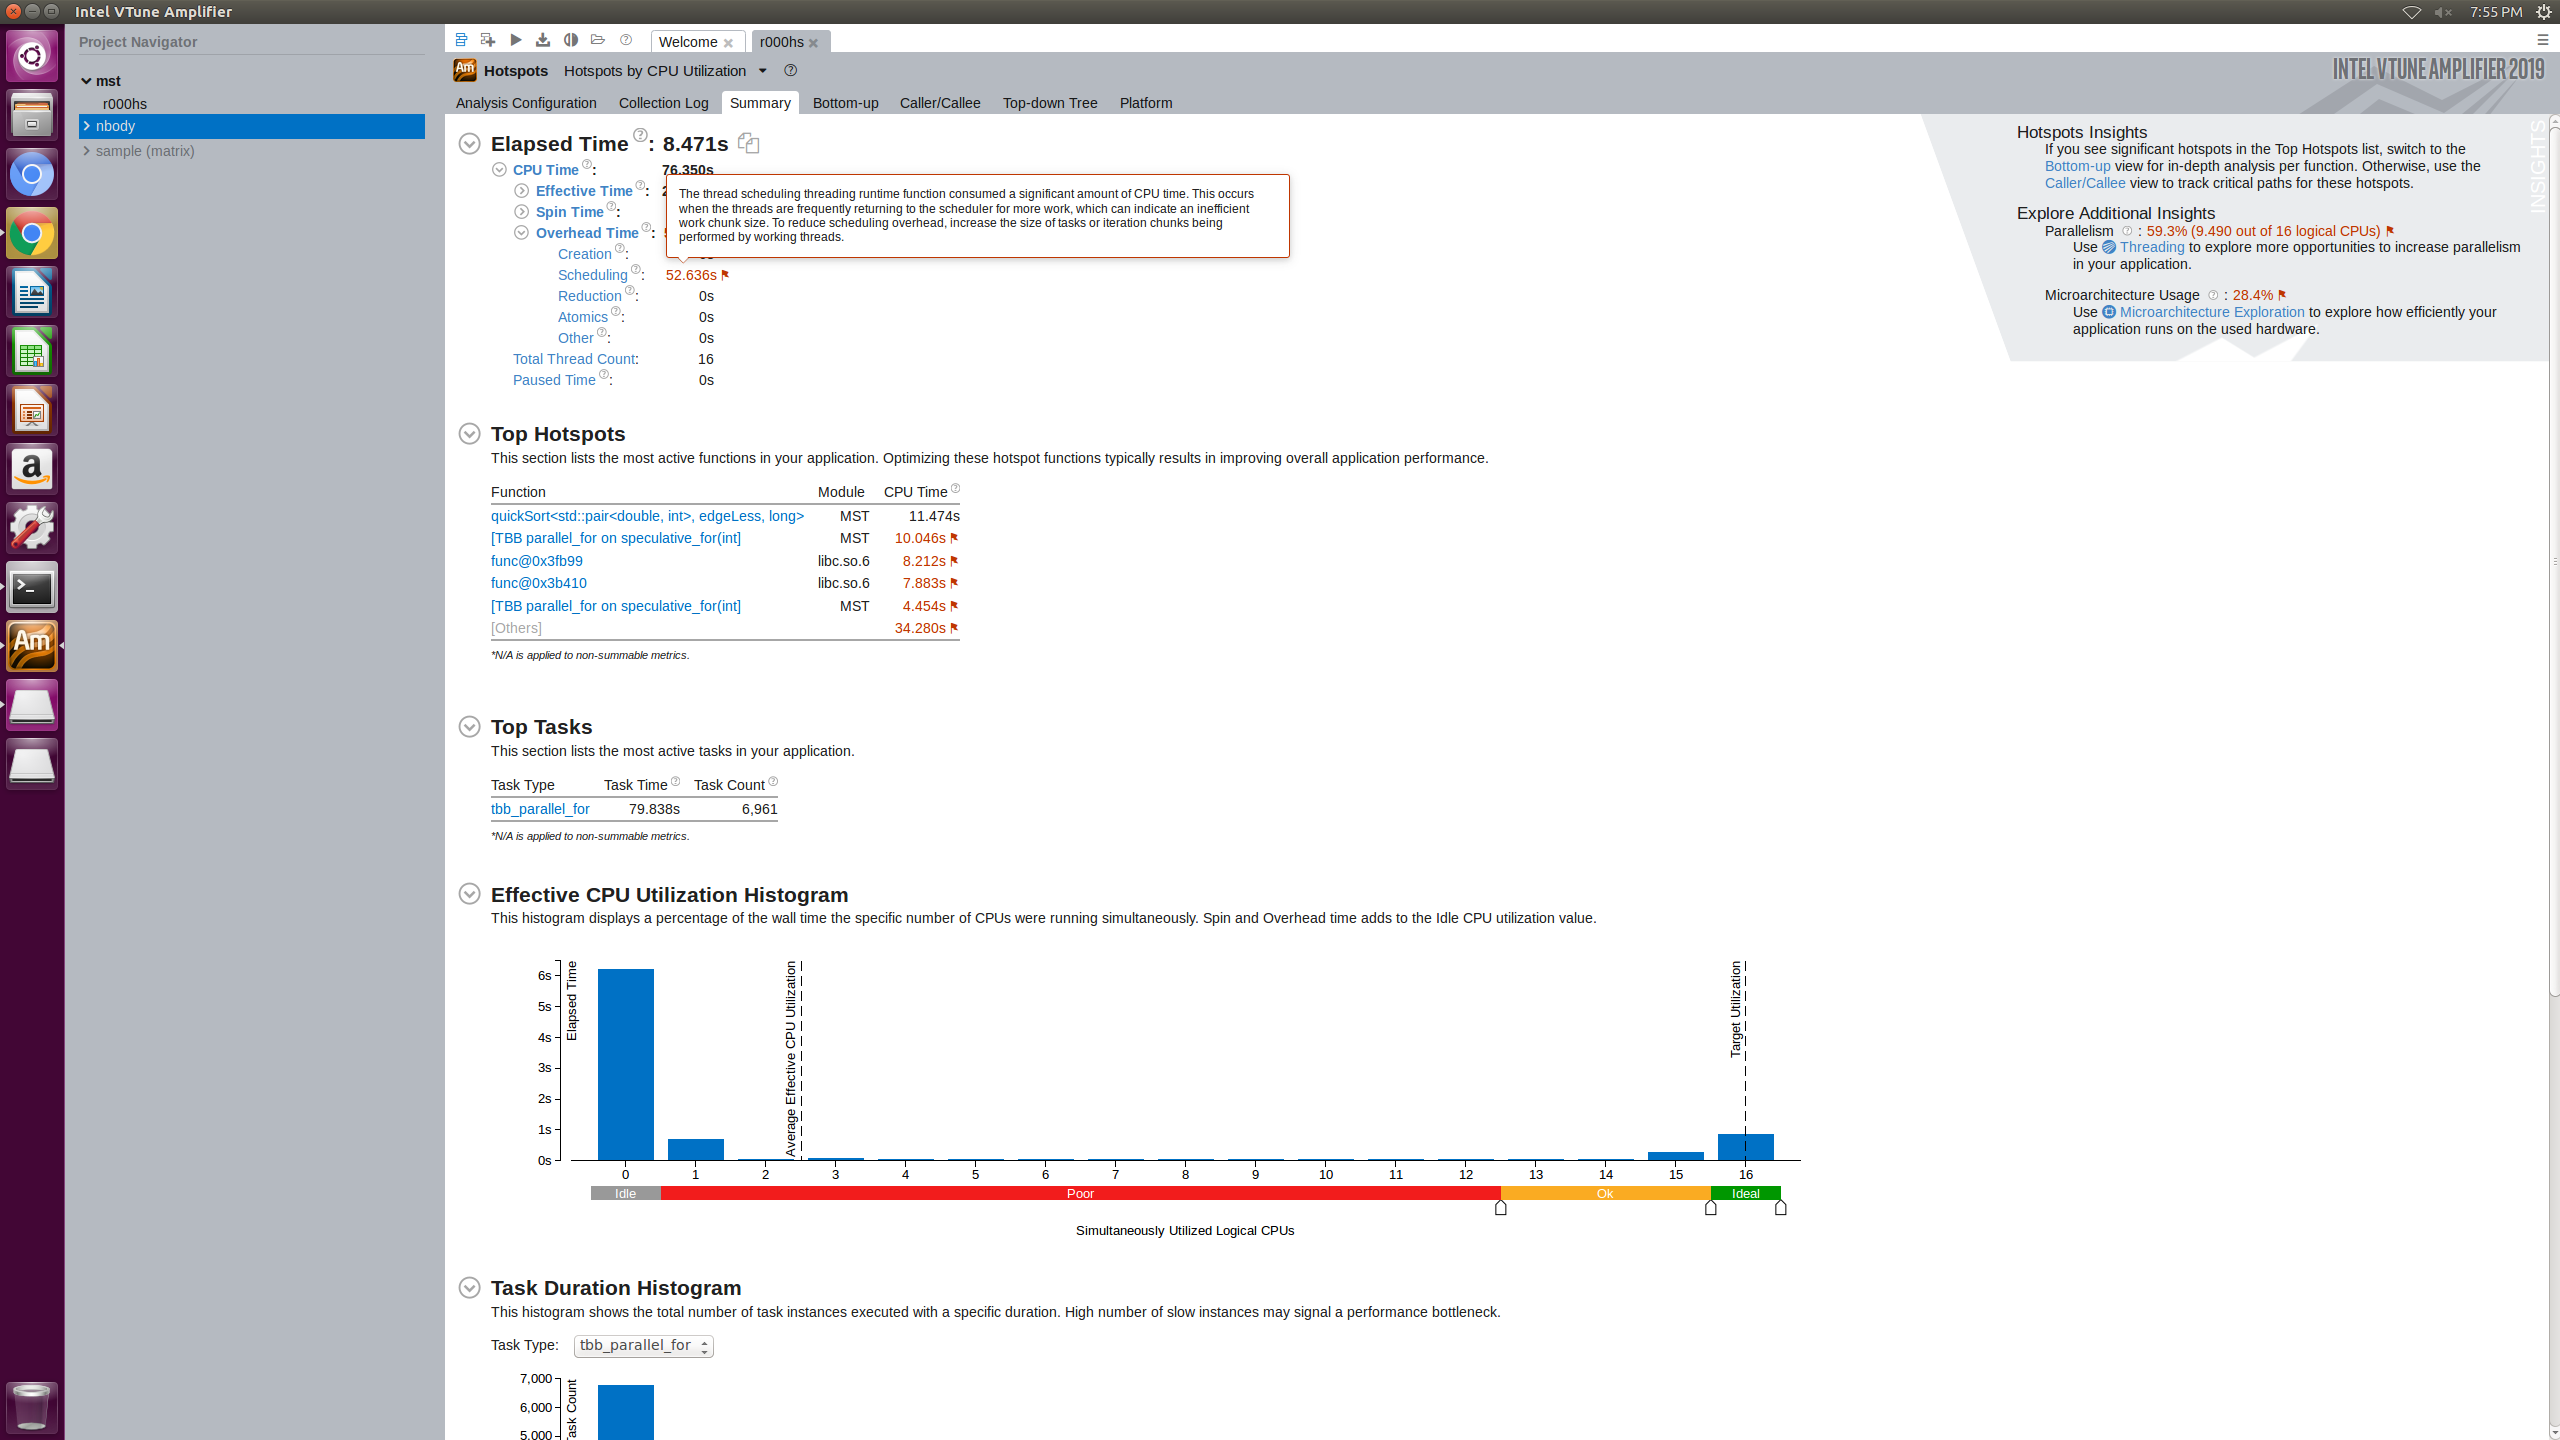 Intel VTune Amplifier
7:55 PM
Project Navigator
mst
r000hs
nbody
sample (matrix)
Welcome
r000hs
Am
Hotspots
Hotspots by CPU Utilization
INTEL VTUNE AMPLIFIER 2019
Analysis Configuration
Collection Log
Summary
Bottom-up
Caller/Callee
Top-down Tree
Platform
Elapsed Time ?: 8.471s
CPU Time ?: 76.350s
Effective Time ?:
Spin Time ?:
Overhead Time ?:
The thread scheduling threading runtime function consumed a significant amount of CPU time. This occurs
when the threads are frequently returning to the scheduler for more work, which can indicate an inefficient
work chunk size. To reduce scheduling overhead, increase the size of tasks or iteration chunks being
performed by working threads.
Creation ?:
Scheduling ?: 52.636s
Reduction ?: 0s
Atomics ?: 0s
Other ?: 0s
Total Thread Count: 16
Paused Time ?: 0s
INSIGHTS
Hotspots Insights
If you see significant hotspots in the Top Hotspots list, switch to the
Bottom-up view for in-depth analysis per function. Otherwise, use the
Caller/Callee view to track critical paths for these hotspots.
Explore Additional Insights
Parallelism ? : 59.3% (9.490 out of 16 logical CPUs)
Use Threading to explore more opportunities to increase parallelism
in your application.
Microarchitecture Usage ? : 28.4%
Use Microarchitecture Exploration to explore how efficiently your
application runs on the used hardware.
Top Hotspots
This section lists the most active functions in your application. Optimizing these hotspot functions typically results in improving overall application performance.
Function Module CPU Time ?
quickSort<std::pair<double, int>, edgeLess, long> MST 11.474s
[TBB parallel_for on speculative_for(int] MST 10.046s
func@0x3fb99 libc.so.6 8.212s
func@0x3b410 libc.so.6 7.883s
[TBB parallel_for on speculative_for(int] MST 4.454s
[Others] 34.280s
*N/A is applied to non-summable metrics.
Top Tasks
This section lists the most active tasks in your application.
Task Type Task Time ? Task Count ?
tbb_parallel_for 79.838s 6,961
*N/A is applied to non-summable metrics.
Effective CPU Utilization Histogram
This histogram displays a percentage of the wall time the specific number of CPUs were running simultaneously. Spin and Overhead time adds to the Idle CPU utilization value.
Elapsed Time
6s
5s
4s
3s
2s
1s
0s
Average Effective CPU Utilization
Target Utilization
0 1 2 3 4 5 6 7 8 9 10 11 12 13 14 15 16
Idle Poor Ok Ideal
Simultaneously Utilized Logical CPUs
Task Duration Histogram
This histogram shows the total number of task instances executed with a specific duration. High number of slow instances may signal a performance bottleneck.
Task Type: tbb_parallel_for
7,000
6,000
5,000
Task Count